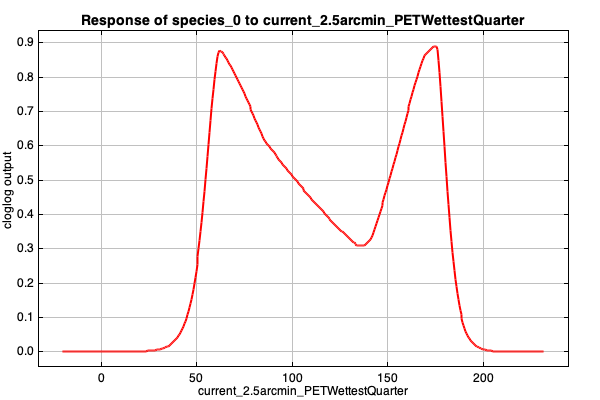 Response of species_0 to current_2.5arcmin_PETWettestQuarter
0.9
0.8
0.7
0.6
0.5
0.4
0.3
0.2
0.1
0.0
cloglog output
0 50 100 150 200
current_2.5arcmin_PETWettestQuarter